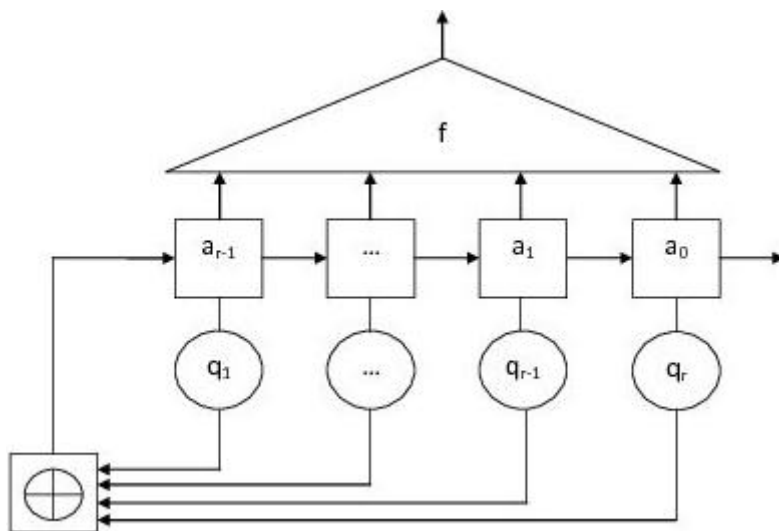 f
a_{r-1} ... a_1 a_0
q_1 ... q_{r-1} q_r